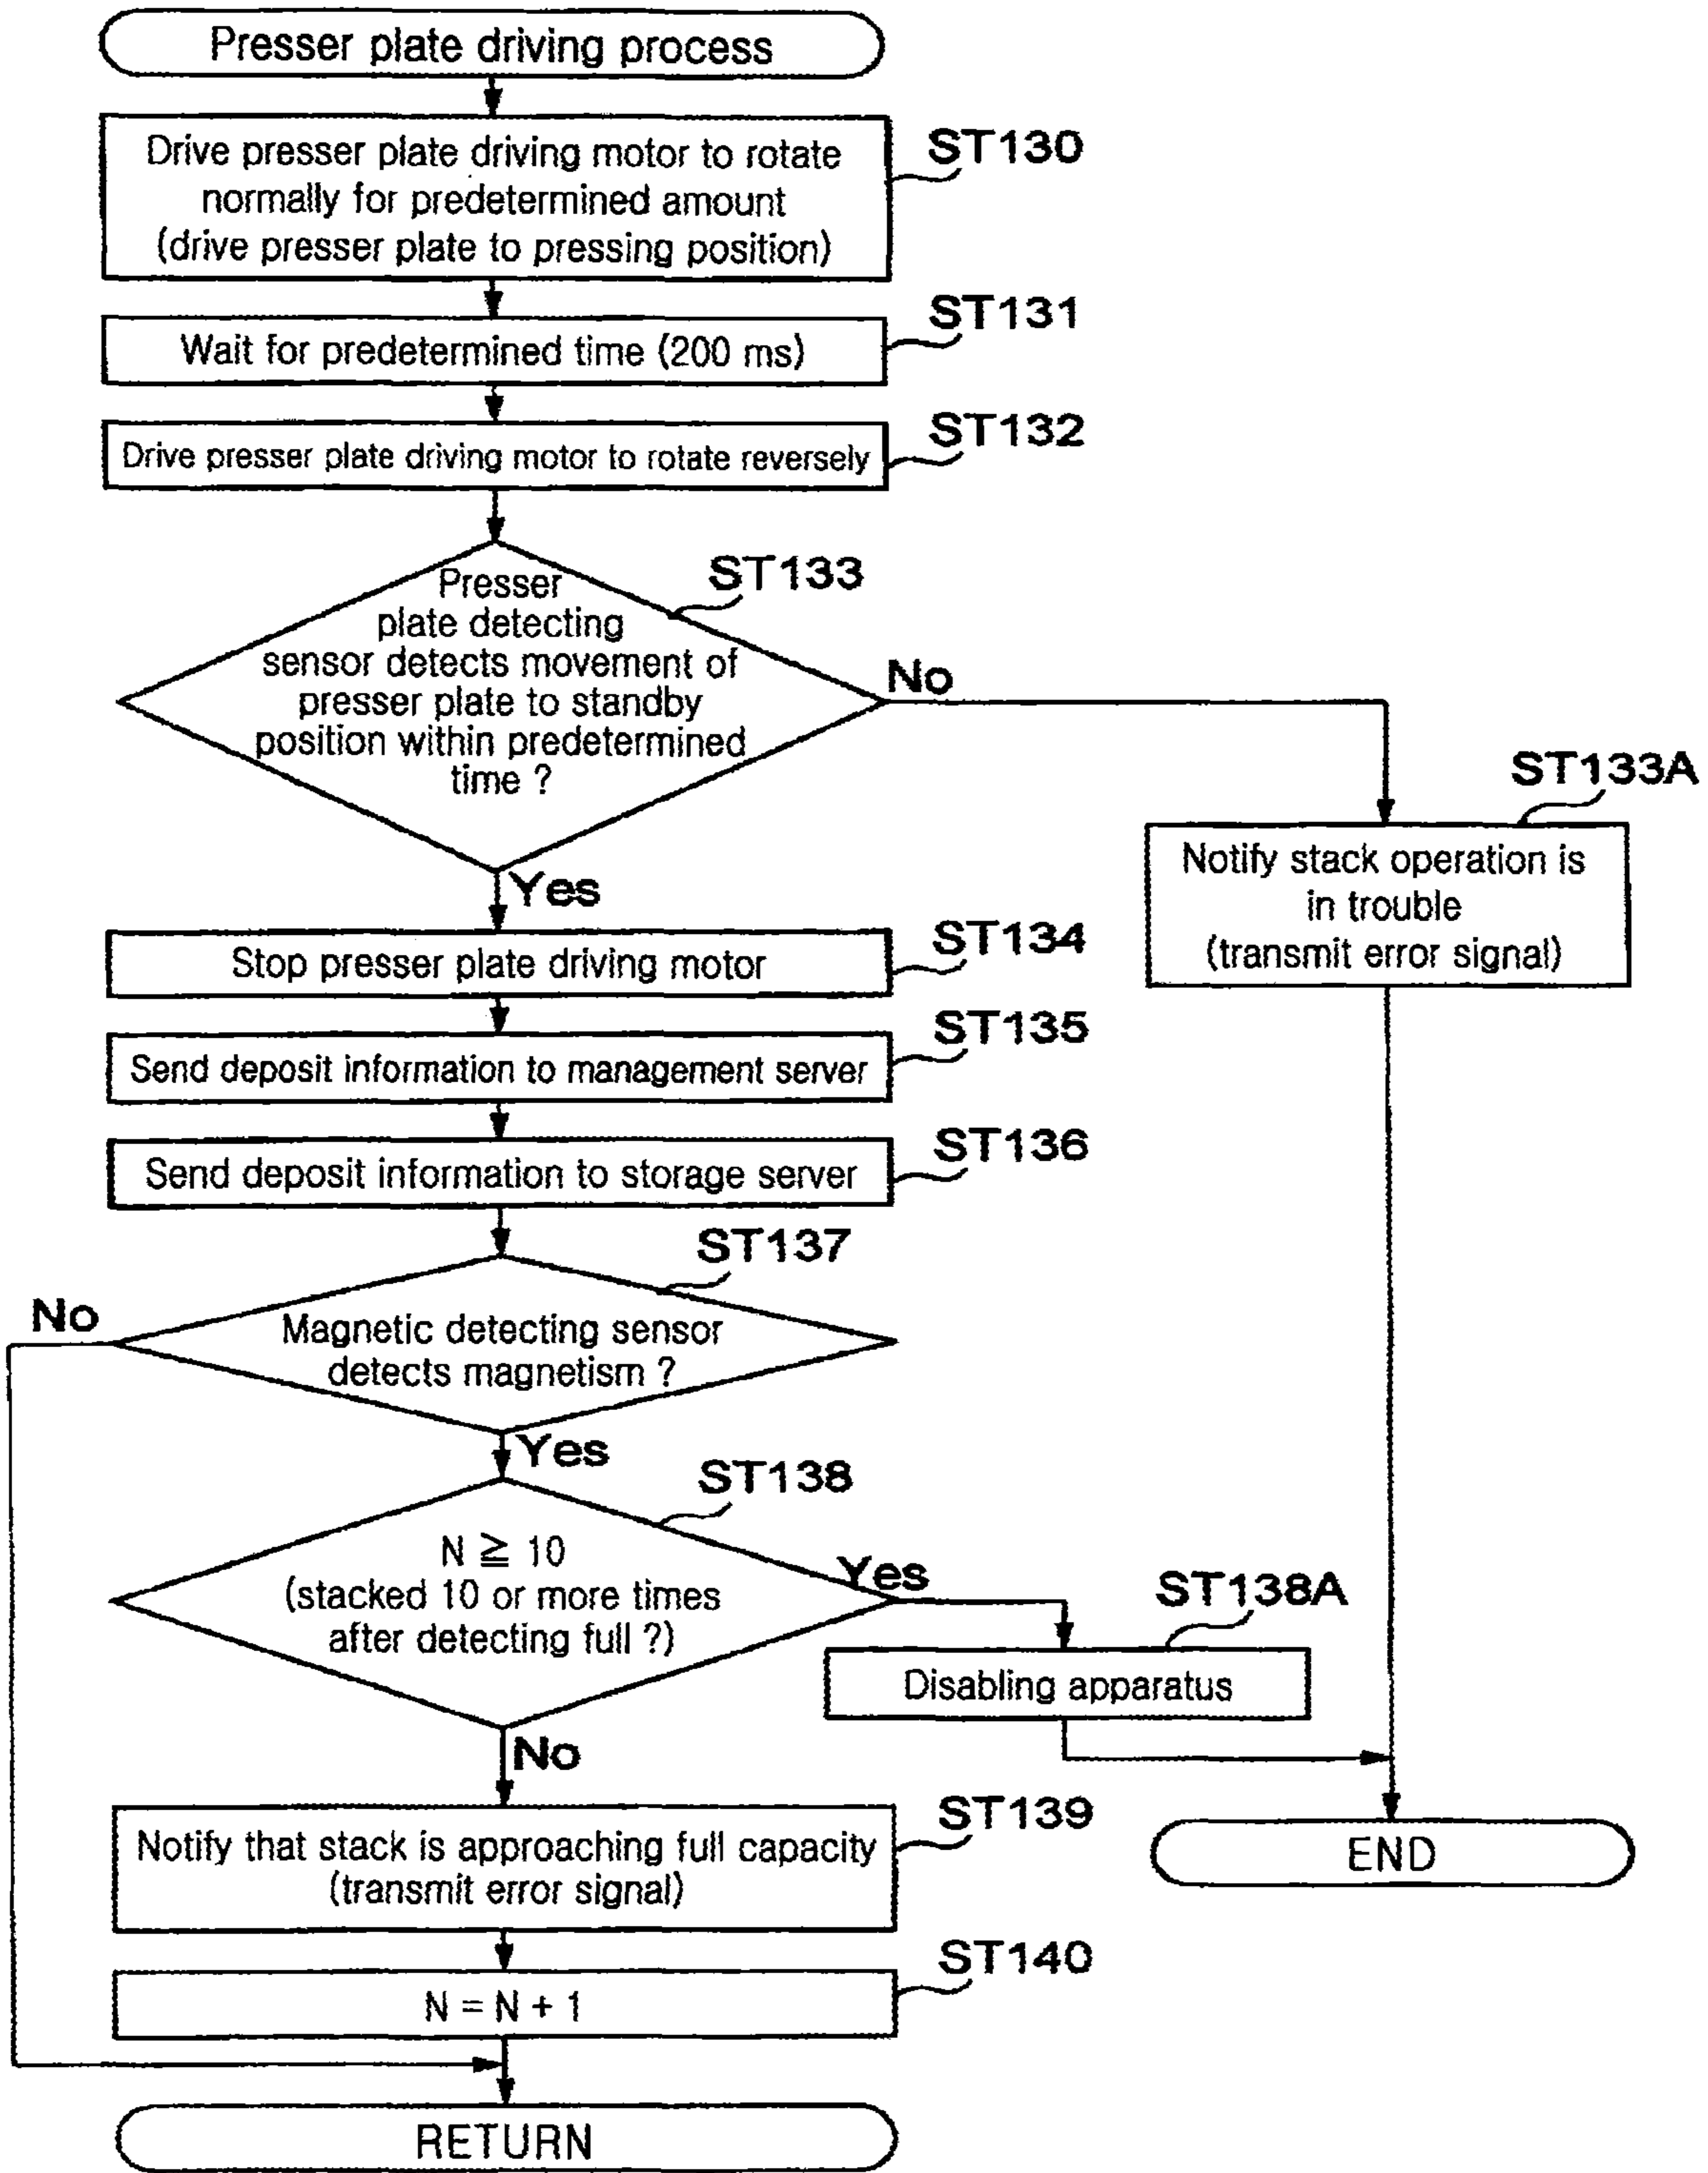 Presser plate driving process
Drive presser plate driving motor to rotate
normally for predetermined amount
(drive presser plate to pressing position)
ST130
Wait for predetermined time (200 ms)
ST131
Drive presser plate driving motor to rotate reversely
ST132
Presser
plate detecting
sensor detects movement of
presser plate to standby
position within predetermined
time ?
ST133
No
ST133A
Notify stack operation is
in trouble
(transmit error signal)
Yes
Stop presser plate driving motor
ST134
Send deposit information to management server
ST135
Send deposit information to storage server
ST136
ST137
No
Magnetic detecting sensor
detects magnetism ?
Yes
ST138
N ≧ 10
(stacked 10 or more times
after detecting full ?)
Yes
ST138A
Disabling apparatus
No
Notify that stack is approaching full capacity
(transmit error signal)
ST139
END
N = N + 1
ST140
RETURN